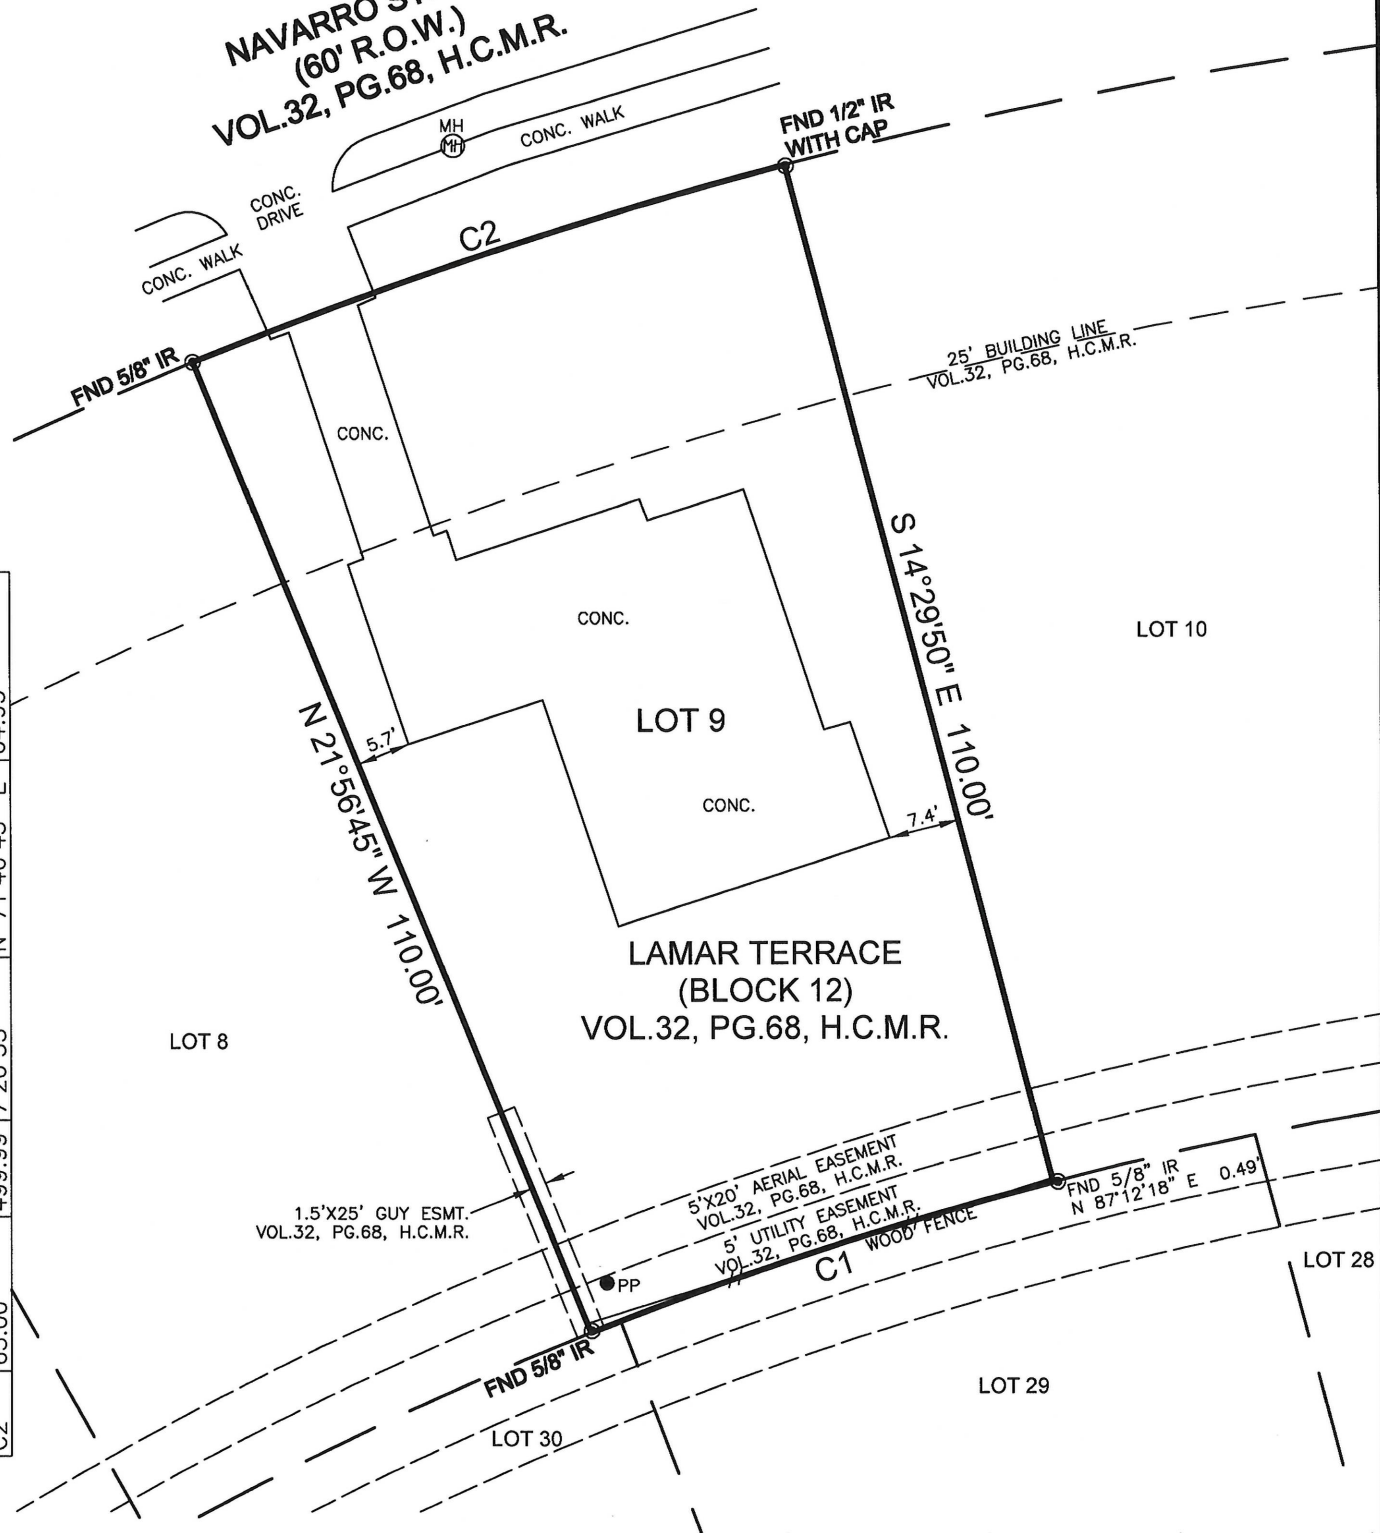 NAVARRO
(60' R.O.W.)
VOL.32, PG.68, H.C.M.R.
MH
MH
CONC. WALK
FND 1/2" IR
WITH CAP
CONC.
DRIVE
C2
CONC. WALK
FND 5/8" IR
25' BUILDING LINE
VOL.32, PG.68, H.C.M.R.
CONC.
S 14°29'50" E 110.00'
CONC.
LOT 10
LOT 9
N 21°56'45" W 110.00'
5.7'
CONC.
7.4'
LAMAR TERRACE
(BLOCK 12)
VOL.32, PG.68, H.C.M.R.
LOT 8
5'X20' AERIAL EASEMENT
VOL.32, PG.68, H.C.M.R.
5' UTILITY EASEMENT
VOL.32, PG.68, H.C.M.R.
WOOD FENCE
FND 5/8" IR
N 87°12'18" E 0.49'
1.5'X25' GUY ESMT.
VOL.32, PG.68, H.C.M.R.
PP
C1
LOT 28
FND 5/8" IR
LOT 29
LOT 30
C2